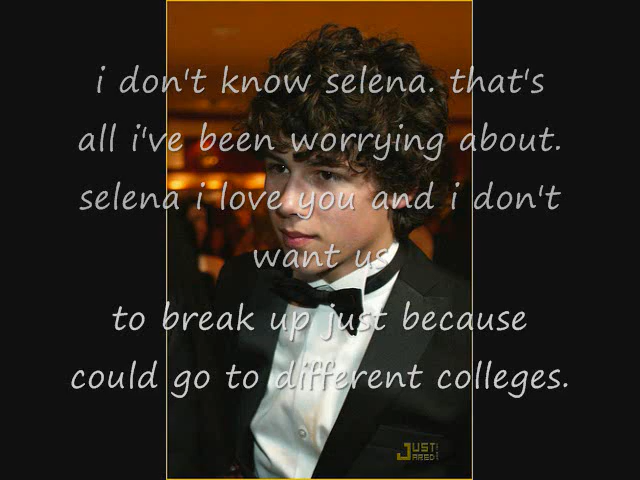 i don't know selena. that's
all i've been worrying about.
selena i love you and i don't
want us
to break up just because
could go to different colleges.
JUST
JARED